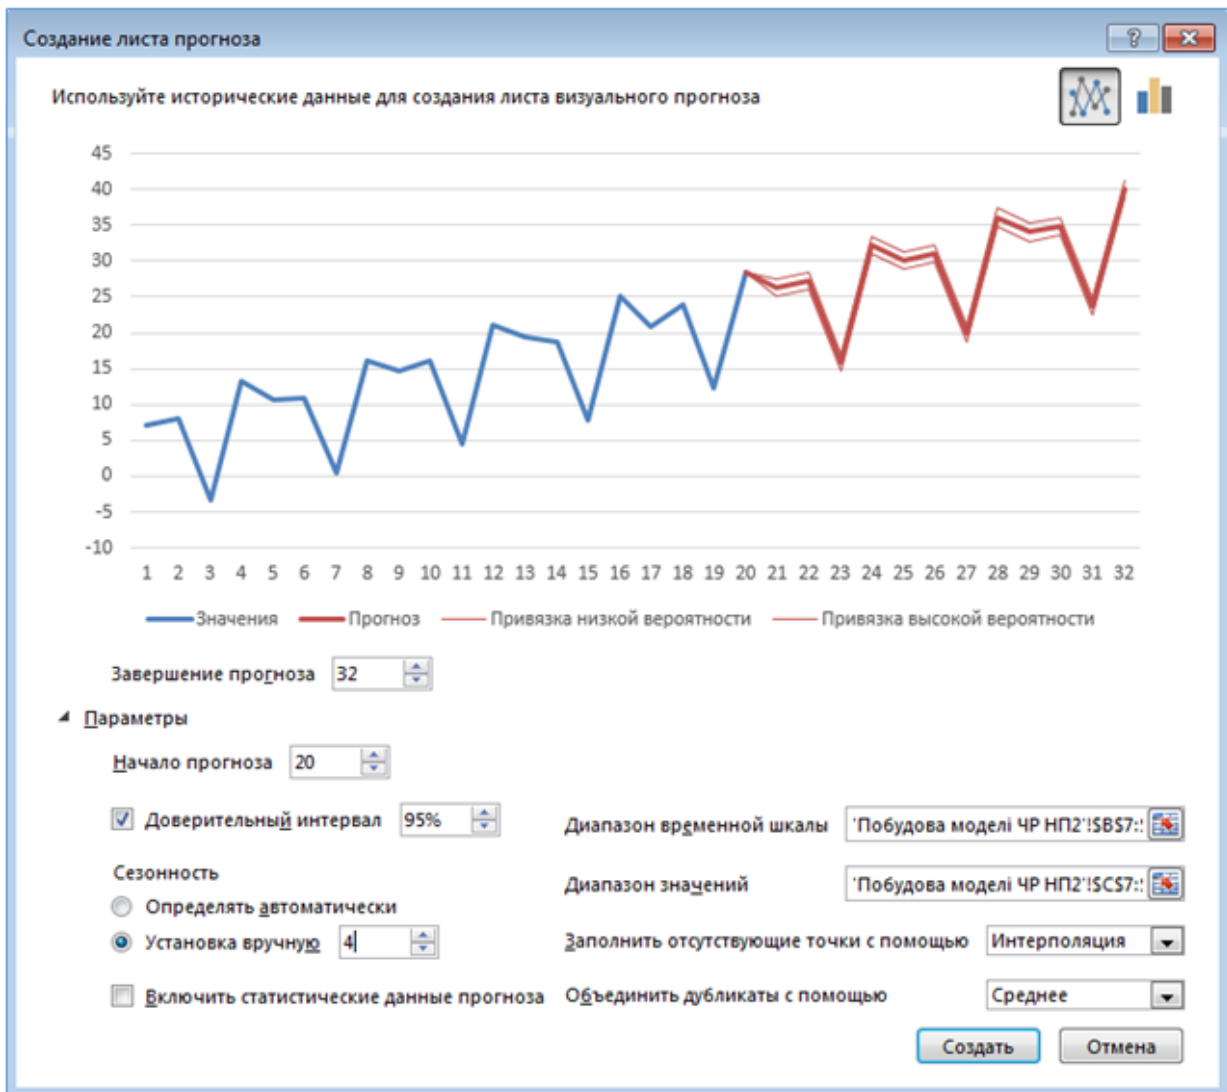 Создание листа прогноза
Используйте исторические данные для создания листа визуального прогноза
45
40
35
30
25
20
15
10
5
0
-5
-10
1 2 3 4 5 6 7 8 9 10 11 12 13 14 15 16 17 18 19 20 21 22 23 24 25 26 27 28 29 30 31 32
Значения Прогноз Привязка низкой вероятности Привязка высокой вероятности
Завершение прогноза 32
Параметры
Начало прогноза 20
Доверительный интервал 95%
Диапазон временной шкалы 'Побудова моделі ЧР НП2'!$B$7:
Сезонность
Диапазон значений 'Побудова моделі ЧР НП2'!$C$7:
Определять автоматически
Установка вручную 4
Заполнить отсутствующие точки с помощью Интерполяция
Включить статистические данные прогноза
Объединить дубликаты с помощью Среднее
Создать Отмена